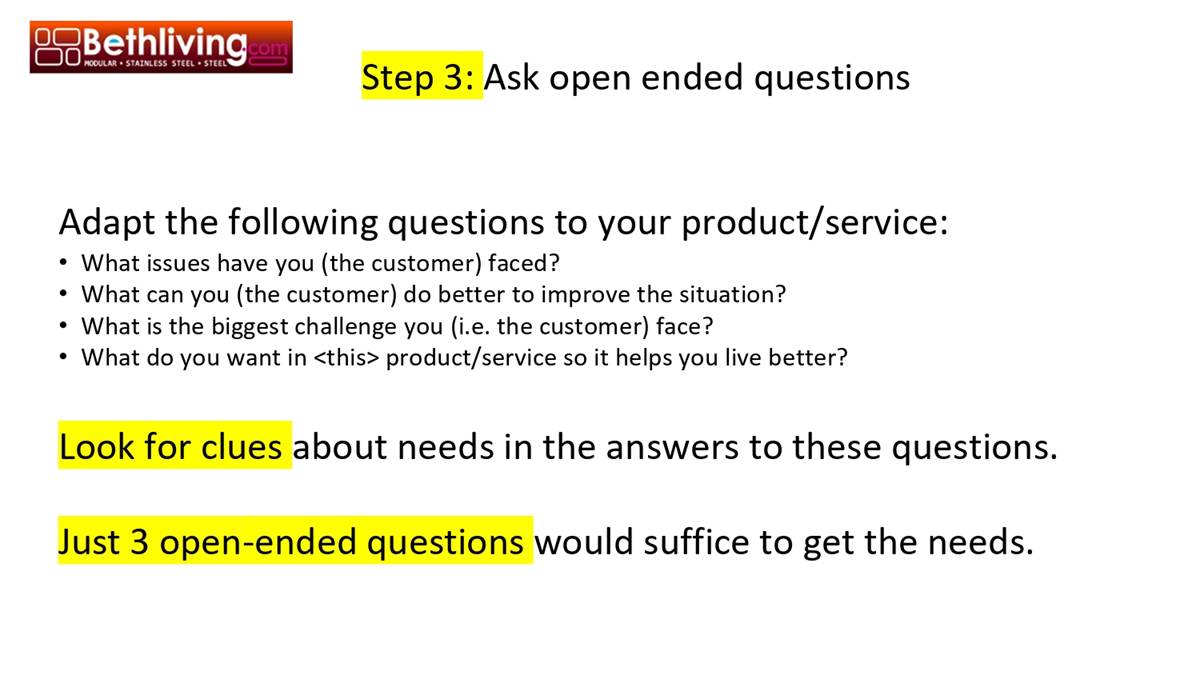 Bethliving.com
MODULAR • STAINLESS STEEL • STEEL
Step 3: Ask open ended questions
Adapt the following questions to your product/service:
• What issues have you (the customer) faced?
• What can you (the customer) do better to improve the situation?
• What is the biggest challenge you (i.e. the customer) face?
• What do you want in <this> product/service so it helps you live better?
Look for clues about needs in the answers to these questions.
Just 3 open-ended questions would suffice to get the needs.